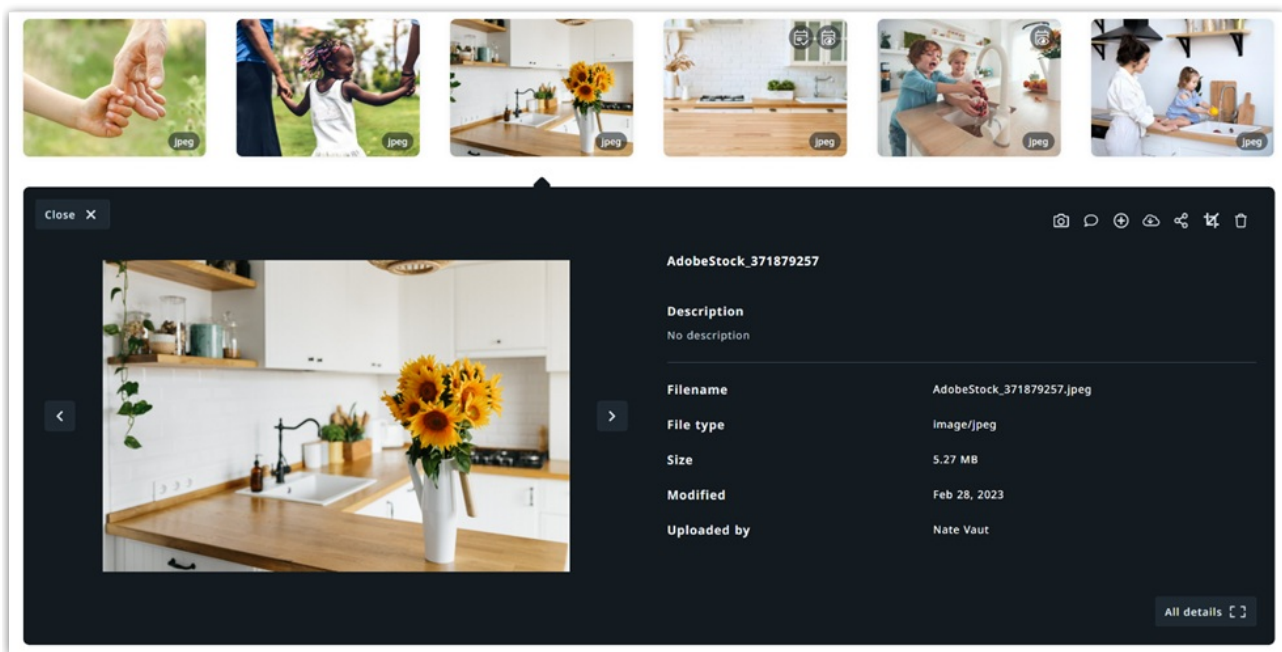 jpeg
jpeg
jpeg
jpeg
jpeg
jpeg
Close
AdobeStock_371879257
Description
No description
Filename AdobeStock_371879257.jpeg
File type image/jpeg
Size 5.27 MB
Modified Feb 28, 2023
Uploaded by Nate Vaut
All details